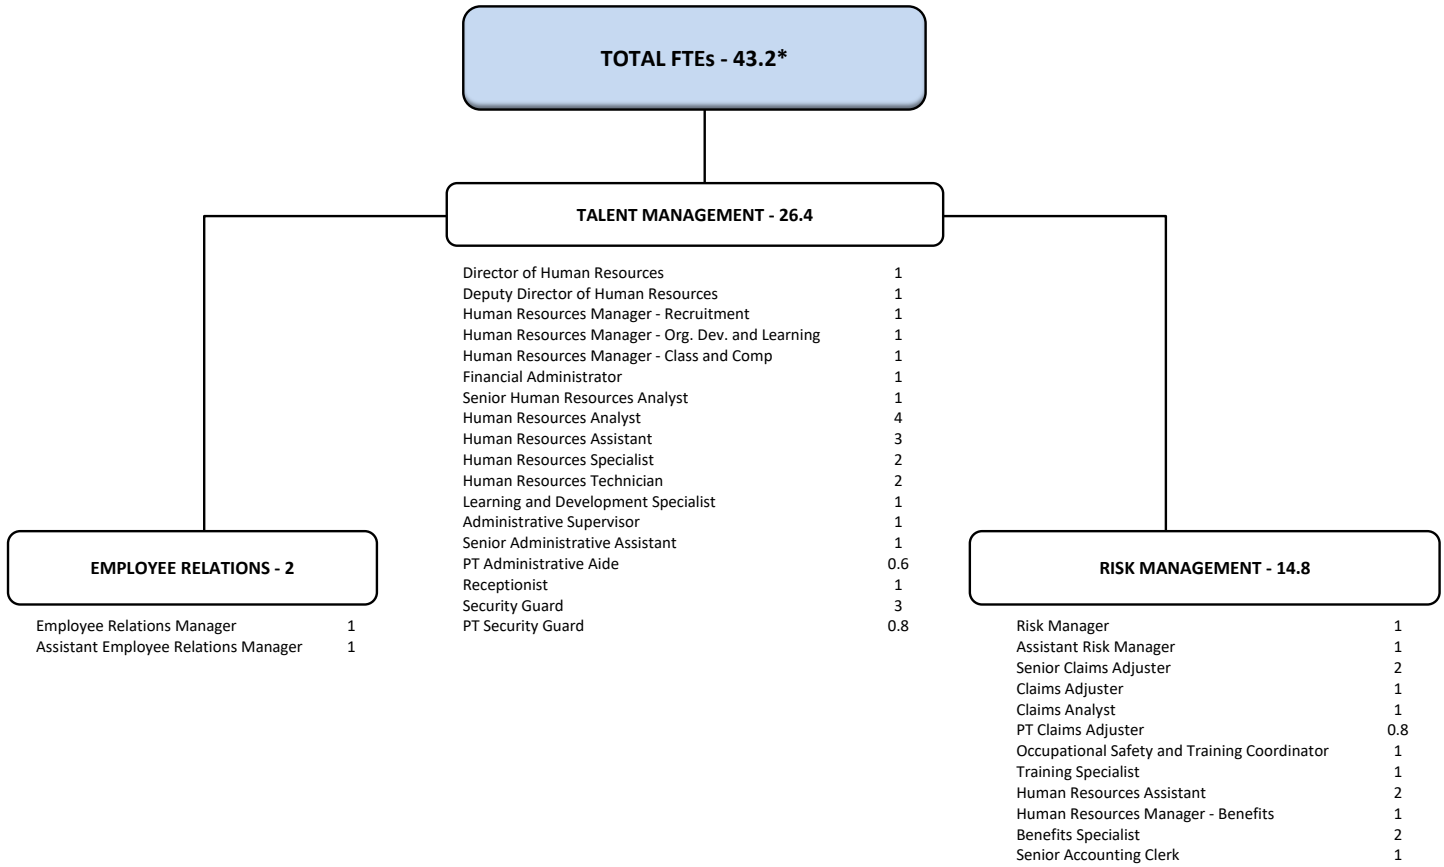 TOTAL FTEs - 43.2*
TALENT MANAGEMENT - 26.4
Director of Human Resources 1
Deputy Director of Human Resources 1
Human Resources Manager - Recruitment 1
Human Resources Manager - Org. Dev. and Learning 1
Human Resources Manager - Class and Comp 1
Financial Administrator 1
Senior Human Resources Analyst 1
Human Resources Analyst 4
Human Resources Assistant 3
Human Resources Specialist 2
Human Resources Technician 2
Learning and Development Specialist 1
Administrative Supervisor 1
Senior Administrative Assistant 1
PT Administrative Aide 0.6
Receptionist 1
Security Guard 3
PT Security Guard 0.8
EMPLOYEE RELATIONS - 2
Employee Relations Manager 1
Assistant Employee Relations Manager 1
RISK MANAGEMENT - 14.8
Risk Manager 1
Assistant Risk Manager 1
Senior Claims Adjuster 2
Claims Adjuster 1
Claims Analyst 1
PT Claims Adjuster 0.8
Occupational Safety and Training Coordinator 1
Training Specialist 1
Human Resources Assistant 2
Human Resources Manager - Benefits 1
Benefits Specialist 2
Senior Accounting Clerk 1